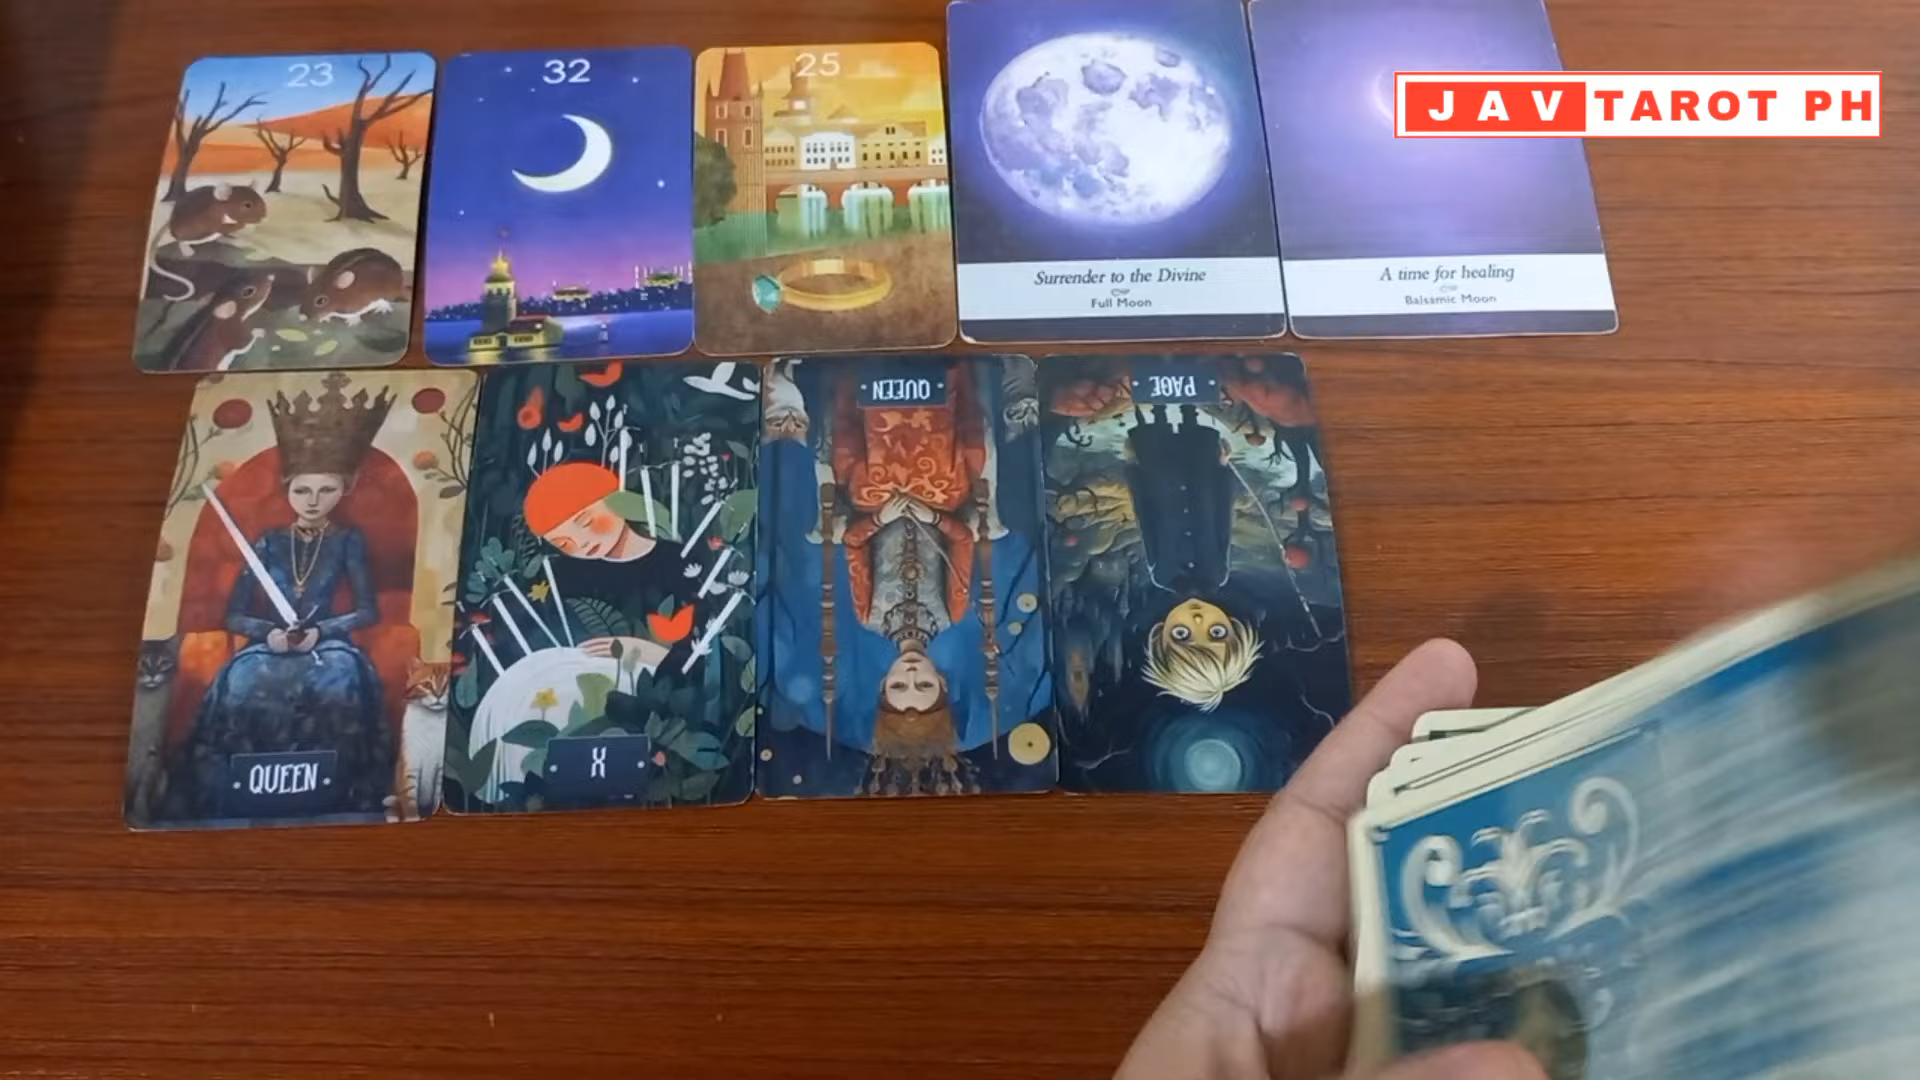 23
32
25
Surrender to the Divine
Full Moon
A time for healing
Balsamic Moon
JAV TAROT PH
QUEEN
X
QUEEN
PAGE